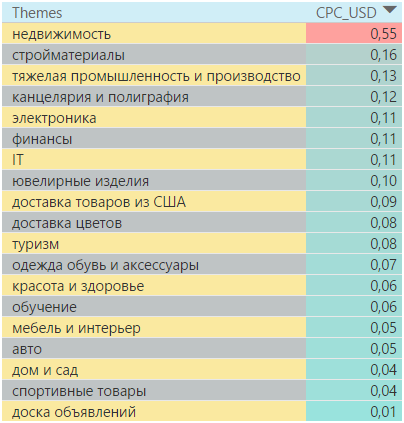 Themes CPC_USD
недвижимость 0,55
стройматериалы 0,16
тяжелая промышленность и производство 0,13
канцелярия и полиграфия 0,12
электроника 0,11
финансы 0,11
IT 0,11
ювелирные изделия 0,10
доставка товаров из США 0,09
доставка цветов 0,08
туризм 0,08
одежда обувь и аксессуары 0,07
красота и здоровье 0,06
обучение 0,06
мебель и интерьер 0,05
авто 0,05
дом и сад 0,04
спортивные товары 0,04
доска объявлений 0,01